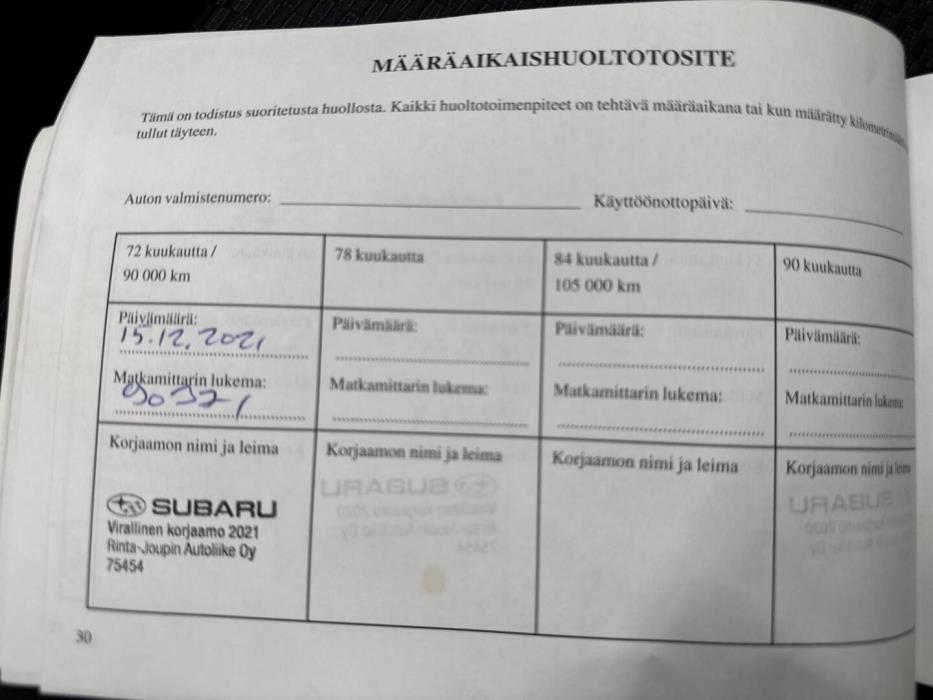 MÄÄRÄAIKAISHUOLTOTOSITE
Tämä on todistus suoritetusta huollosta. Kaikki huoltotoimenpiteet on tehtävä määräaikana tai kun määrätty
tullut täyteen.
Auton valmistenumero:
Käyttöönottopäivä:
72 kuukautta /
90 000 km
78 kuukautta
84 kuukautta /
105 000 km
90 kuukautta
Päivämäärä:
15.12.2021
Päivämäärä:
Päivämäärä:
Päivämäärä:
Matkamittarin lukema:
Matkamittarin lukema:
Matkamittarin lukema:
Matkamittarin lukema:
Korjaamon nimi ja leima
Korjaamon nimi ja leima
Korjaamon nimi ja leima
Korjaamon nimi ja leima
SUBARU
Virallinen korjaamo 2021
Rinta-Joupin Autoliike Oy
75454
30